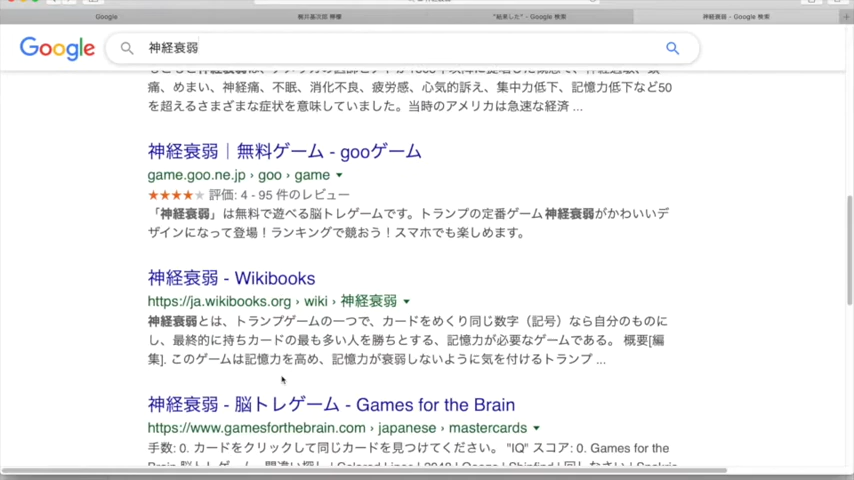 Google
梶井基次郎 檸檬
"結末した" - Google 検索
神経衰弱 - Google 検索
Google
神経衰弱
痛、めまい、神経痛、不眠、消化不良、疲労感、心気的訴え、集中力低下、記憶力低下など50
を超えるさまざまな症状を意味していました。当時のアメリカは急速な経済 ...
神経衰弱｜無料ゲーム - gooゲーム
game.goo.ne.jp › goo › game
評価: 4 - 95 件のレビュー
「神経衰弱」は無料で遊べる脳トレゲームです。トランプの定番ゲーム神経衰弱がかわいいデ
ザインになって登場！ランキングで競おう！スマホでも楽しめます。
神経衰弱 - Wikibooks
https://ja.wikibooks.org › wiki › 神経衰弱
神経衰弱とは、トランプゲームの一つで、カードをめくり同じ数字（記号）なら自分のものに
し、最終的に持ちカードの最も多い人を勝ちとする、記憶力が必要なゲームである。 概要[編
集]. このゲームは記憶力を高め、記憶力が衰弱しないように気を付けるトランプ ...
神経衰弱 - 脳トレゲーム - Games for the Brain
https://www.gamesforthebrain.com › japanese › mastercards
手数: 0. カードをクリックして同じカードを見つけてください。 "IQ" スコア: 0. Games for the